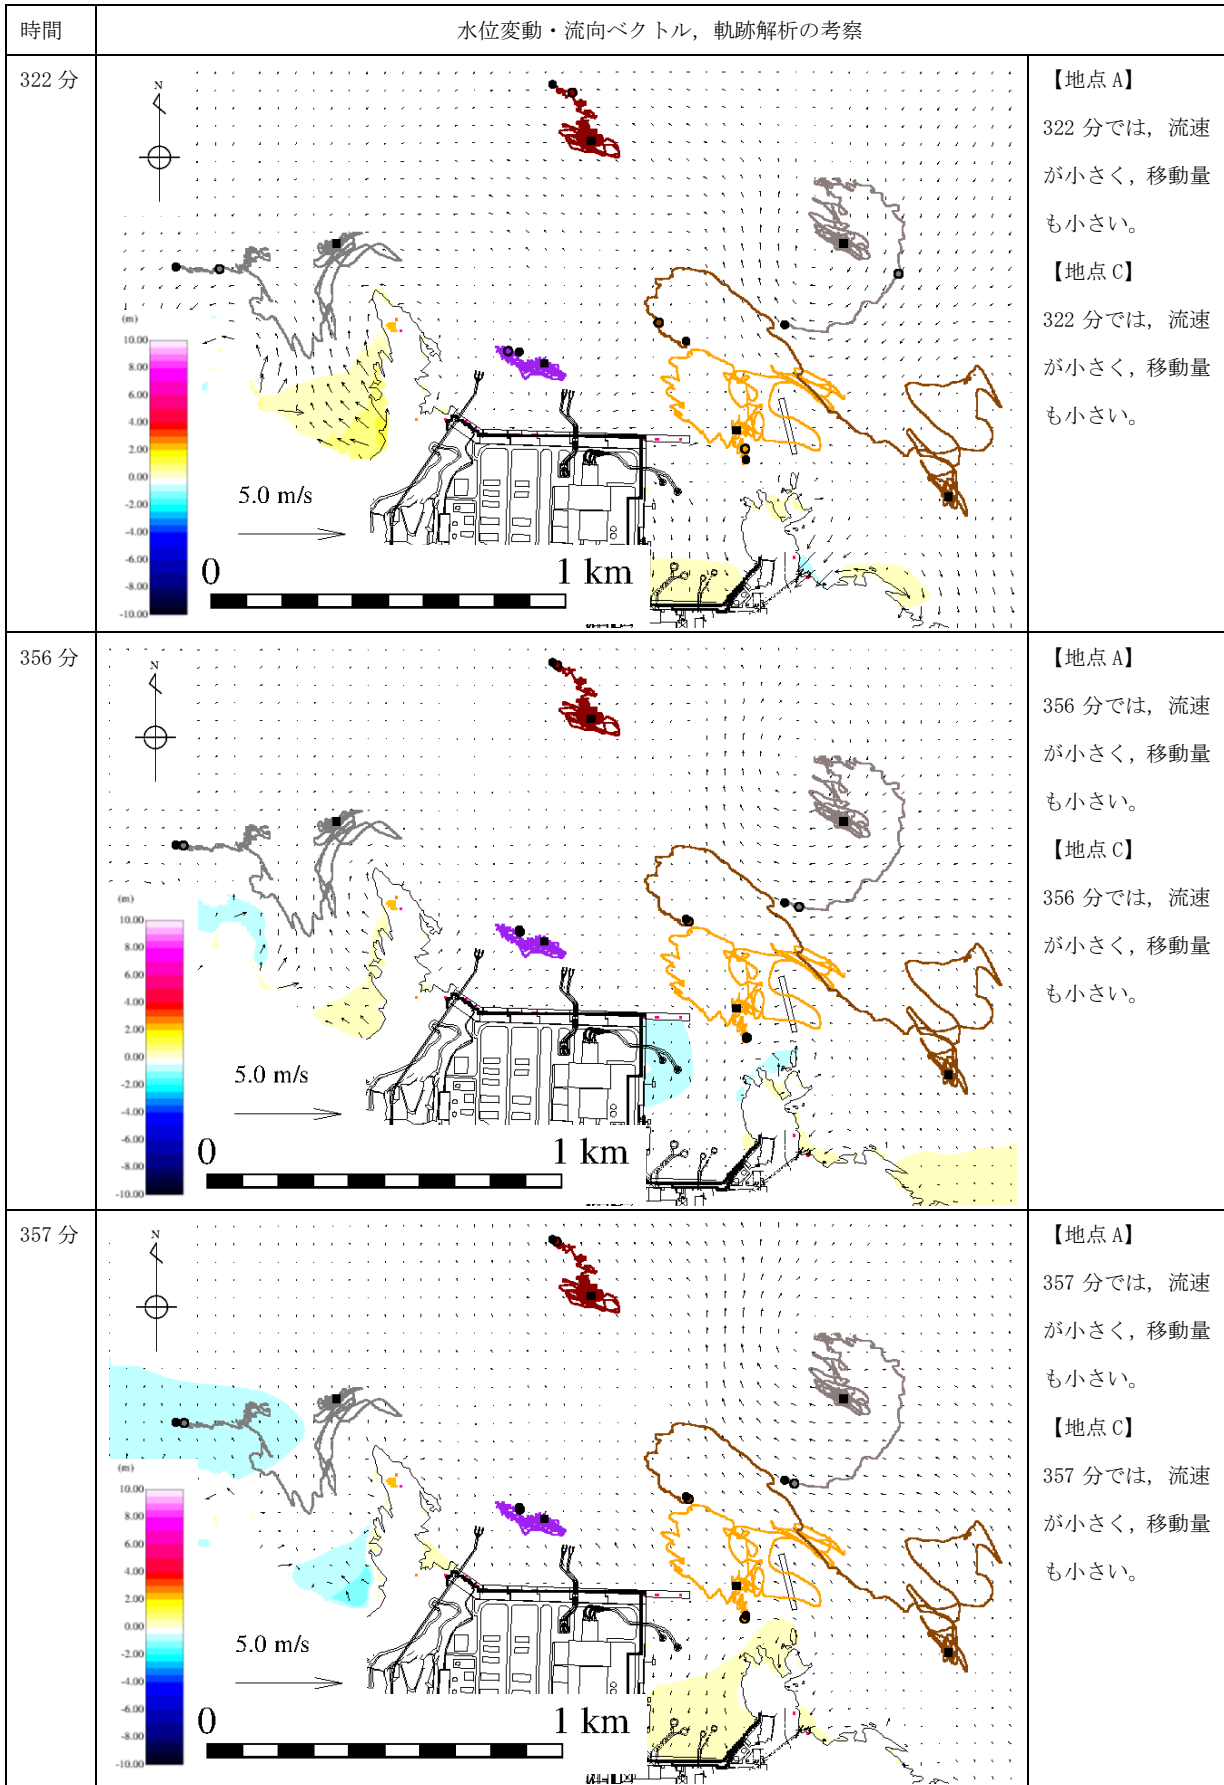 時間
水位変動・流向ベクトル，軌跡解析の考察
322 分
N
(m)
10.00
8.00
6.00
4.00
2.00
0.00
-2.00
-4.00
-6.00
-8.00
-10.00
5.0 m/s
0
1 km
【地点 A】
322 分では，流速
が小さく，移動量
も小さい。
【地点 C】
322 分では，流速
が小さく，移動量
も小さい。
356 分
N
(m)
10.00
8.00
6.00
4.00
2.00
0.00
-2.00
-4.00
-6.00
-8.00
-10.00
5.0 m/s
0
1 km
【地点 A】
356 分では，流速
が小さく，移動量
も小さい。
【地点 C】
356 分では，流速
が小さく，移動量
も小さい。
357 分
N
(m)
10.00
8.00
6.00
4.00
2.00
0.00
-2.00
-4.00
-6.00
-8.00
-10.00
5.0 m/s
0
1 km
【地点 A】
357 分では，流速
が小さく，移動量
も小さい。
【地点 C】
357 分では，流速
が小さく，移動量
も小さい。